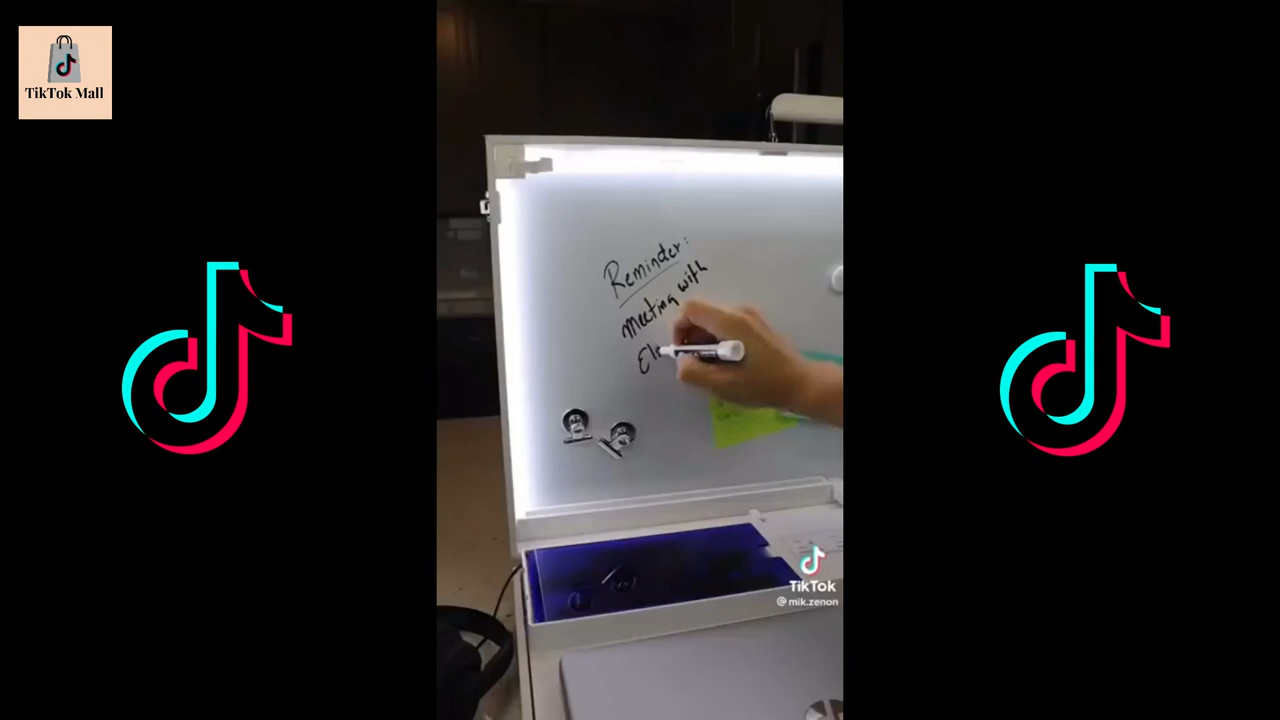 TikTok Mall
Reminder:
Meeting with
TikTok
@mik.zenon